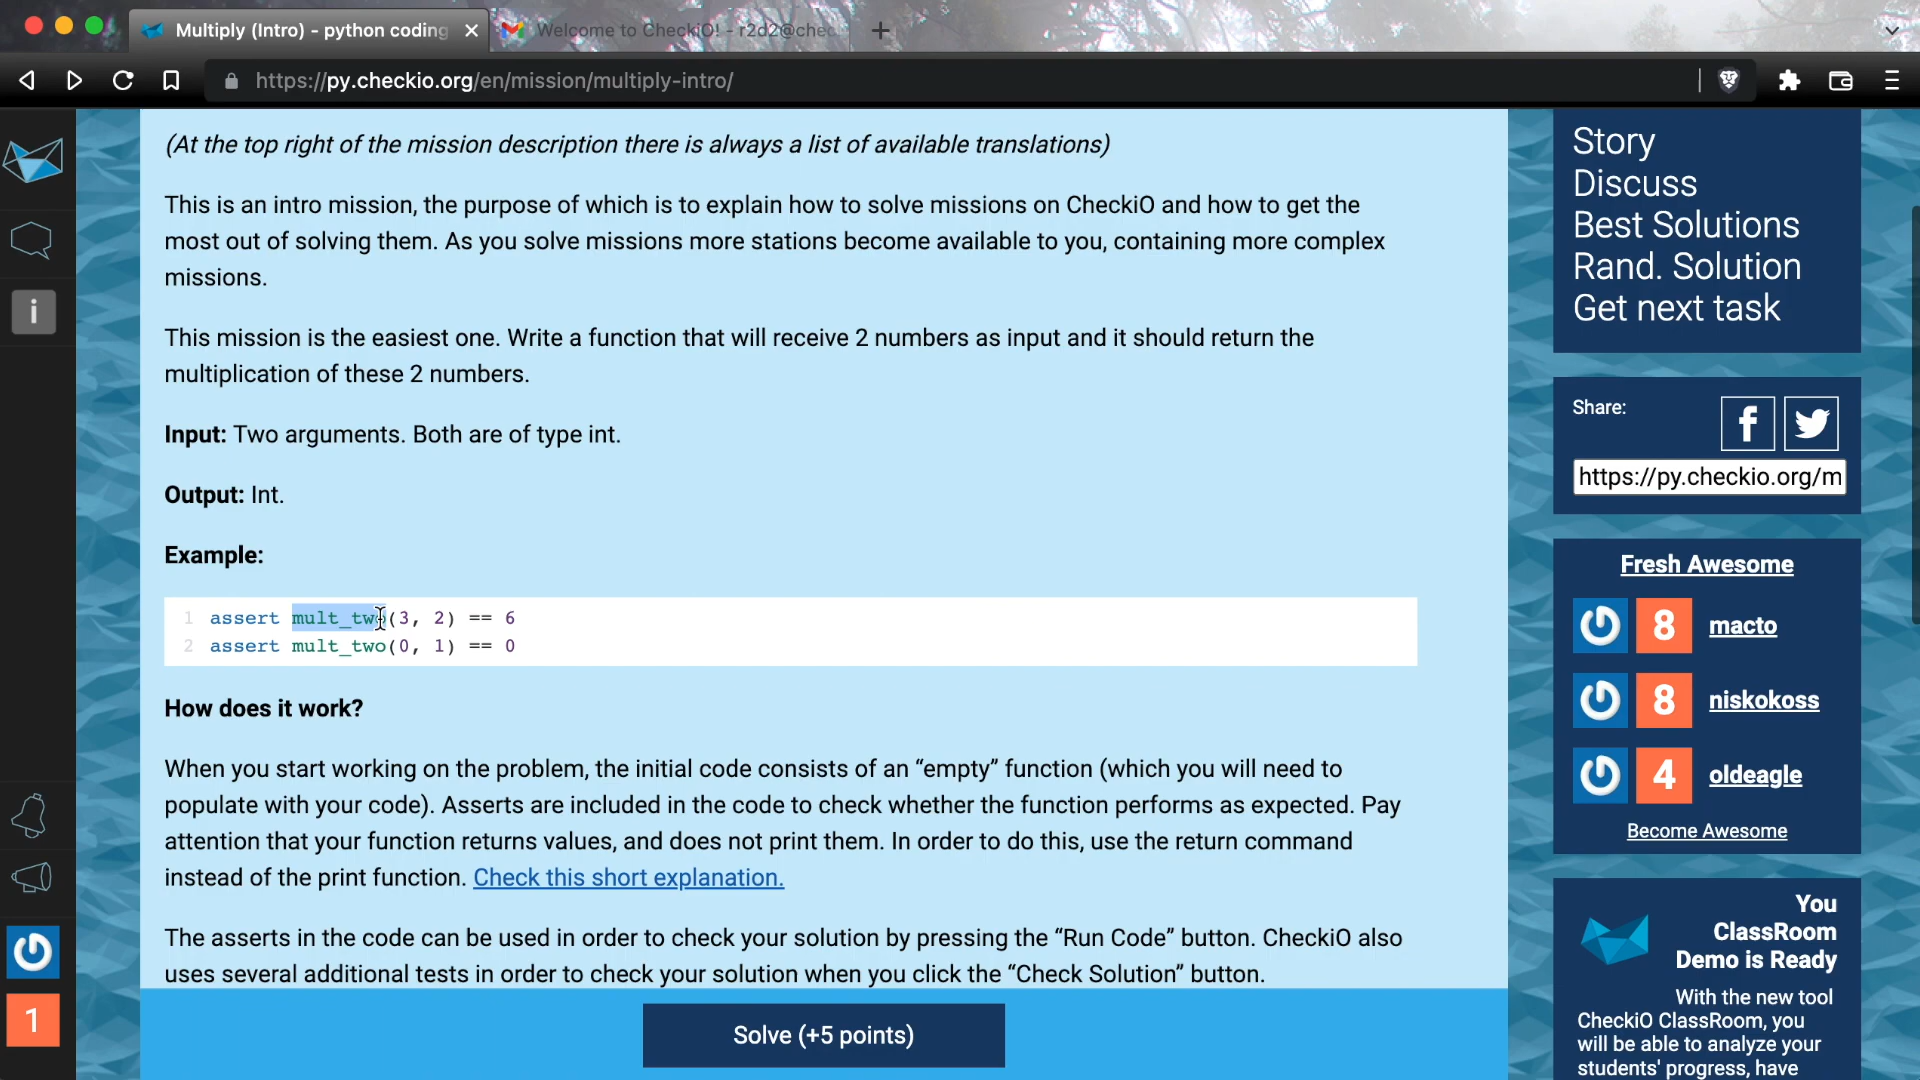 Multiply (Intro) - python coding
Welcome to CheckiO! - r2d2@chec
https://py.checkio.org/en/mission/multiply-intro/
(At the top right of the mission description there is always a list of available translations)
This is an intro mission, the purpose of which is to explain how to solve missions on CheckiO and how to get the
most out of solving them. As you solve missions more stations become available to you, containing more complex
missions.
This mission is the easiest one. Write a function that will receive 2 numbers as input and it should return the
multiplication of these 2 numbers.
Input: Two arguments. Both are of type int.
Output: Int.
Example:
1 assert mult_two(3, 2) == 6
2 assert mult_two(0, 1) == 0
How does it work?
When you start working on the problem, the initial code consists of an “empty” function (which you will need to
populate with your code). Asserts are included in the code to check whether the function performs as expected. Pay
attention that your function returns values, and does not print them. In order to do this, use the return command
instead of the print function. Check this short explanation.
The asserts in the code can be used in order to check your solution by pressing the “Run Code” button. CheckiO also
uses several additional tests in order to check your solution when you click the “Check Solution” button.
Solve (+5 points)
i
1
Story
Discuss
Best Solutions
Rand. Solution
Get next task
Share:
https://py.checkio.org/m
Fresh Awesome
8 macto
8 niskokoss
4 oldeagle
Become Awesome
You
ClassRoom
Demo is Ready
With the new tool
CheckiO ClassRoom, you
will be able to analyze your
students' progress, have